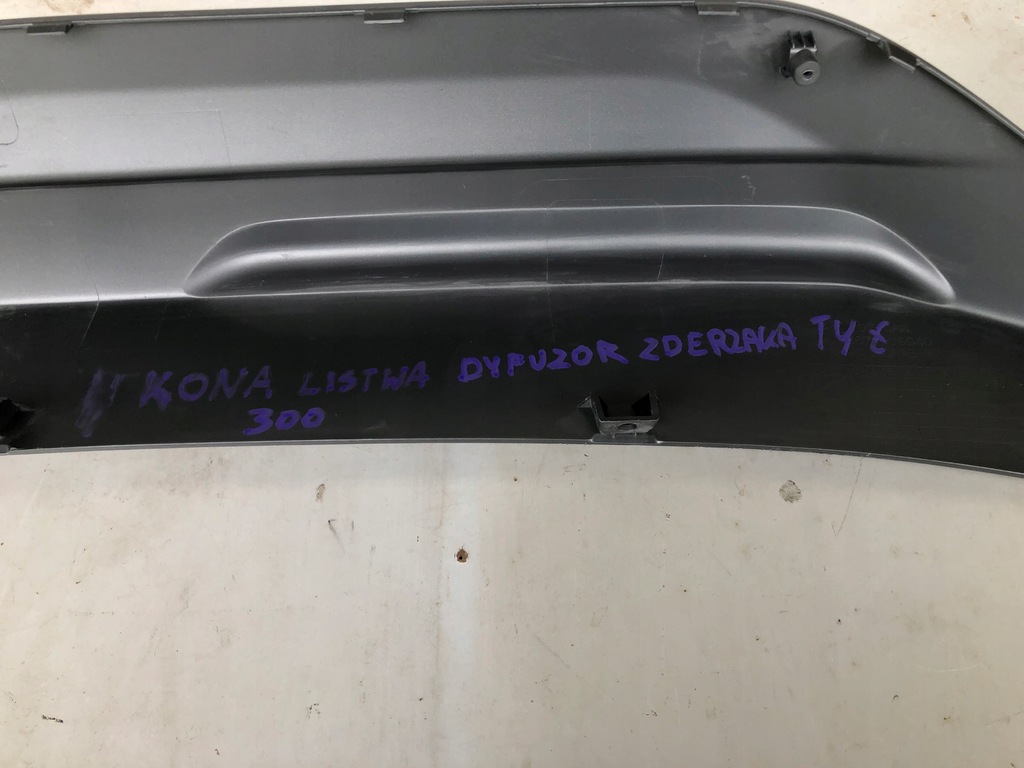 KONA LISTWA DYFUZOR ZDERZAKA TYŁ
300